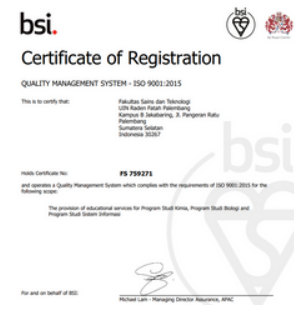 bsi.
Certificate of Registration
QUALITY MANAGEMENT SYSTEM - ISO 9001:2015
This is to certify that:
Fakultas Sains dan Teknologi
UIN Raden Fatah Palembang
Kampus B Jakabaring, Jl. Pangeran Ratu
Palembang
Sumatera Selatan
Indonesia 30267
Holds Certificate No:
FS 759271
and operates a Quality Management System which complies with the requirements of ISO 9001:2015 for the
following scope:
The provision of educational services for Program Studi Kimia, Program Studi Biologi and
Program Studi Sistem Informasi
For and on behalf of BSI:
Michael Lam - Managing Director Assurance, APAC
bsi